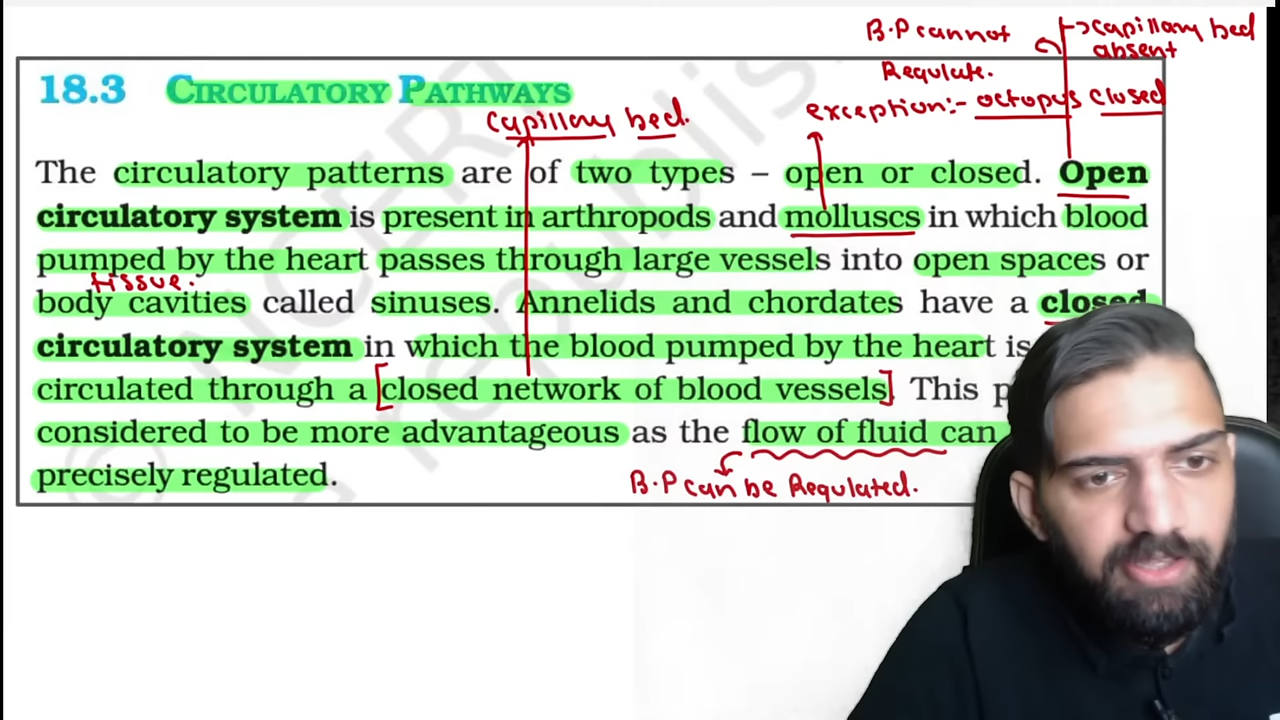 B.P cannot
Regulate.
→ capillary bed
absent
exception:- octopus closed
18.3 CIRCULATORY PATHWAYS
capillary bed.
The circulatory patterns are of two types – open or closed. Open
circulatory system is present in arthropods and molluscs in which blood
pumped by the heart passes through large vessels into open spaces or
tissue.
body cavities called sinuses. Annelids and chordates have a closed
circulatory system in which the blood pumped by the heart is
circulated through a [closed network of blood vessels]. This
considered to be more advantageous as the flow of fluid can
precisely regulated.
B.P can be Regulated.
© NCERT